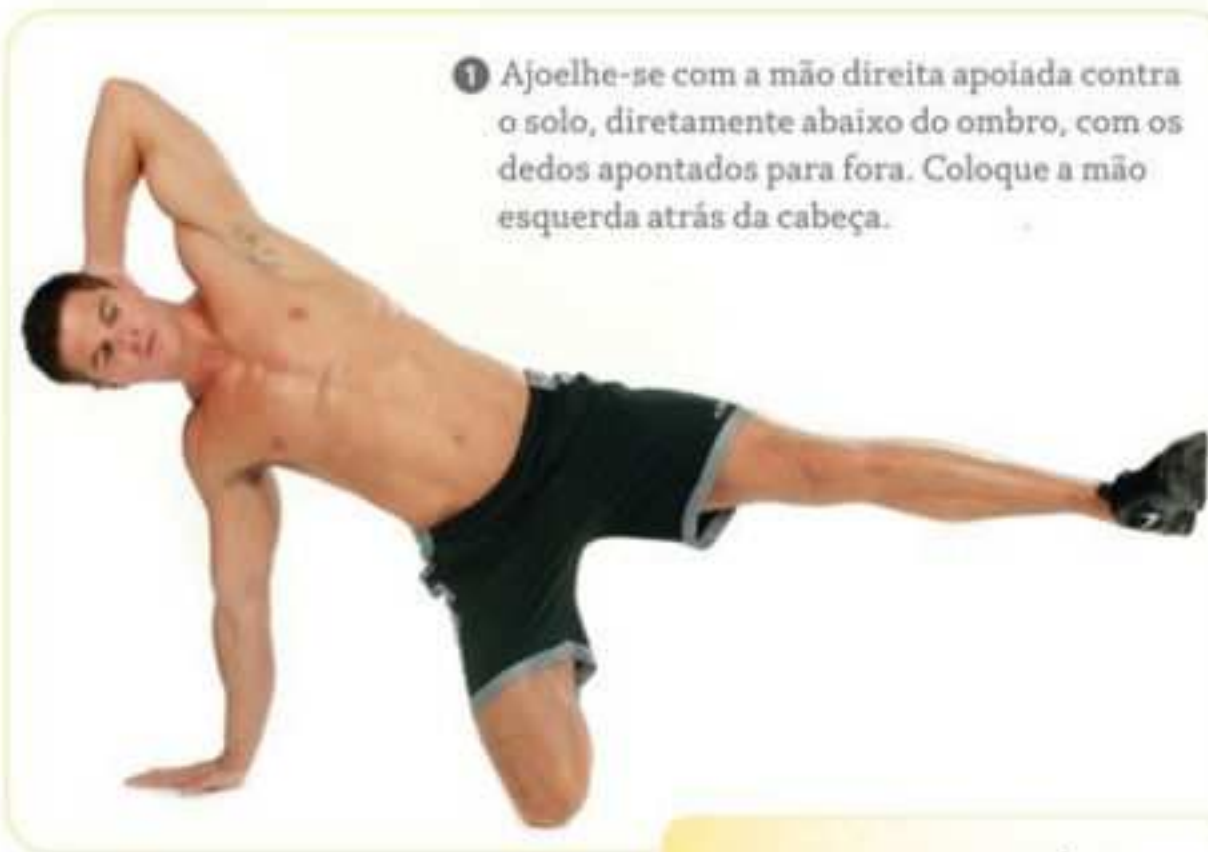 1 Ajoelhe-se com a mão direita apoiada contra
o solo, diretamente abaixo do ombro, com os
dedos apontados para fora. Coloque a mão
esquerda atrás da cabeça.